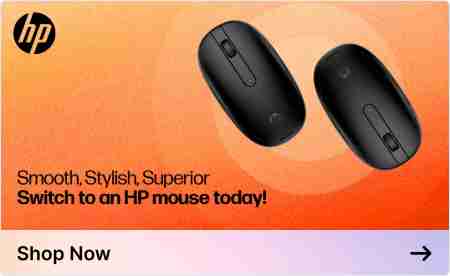 hp
Smooth, Stylish, Superior
Switch to an HP mouse today!
Shop Now